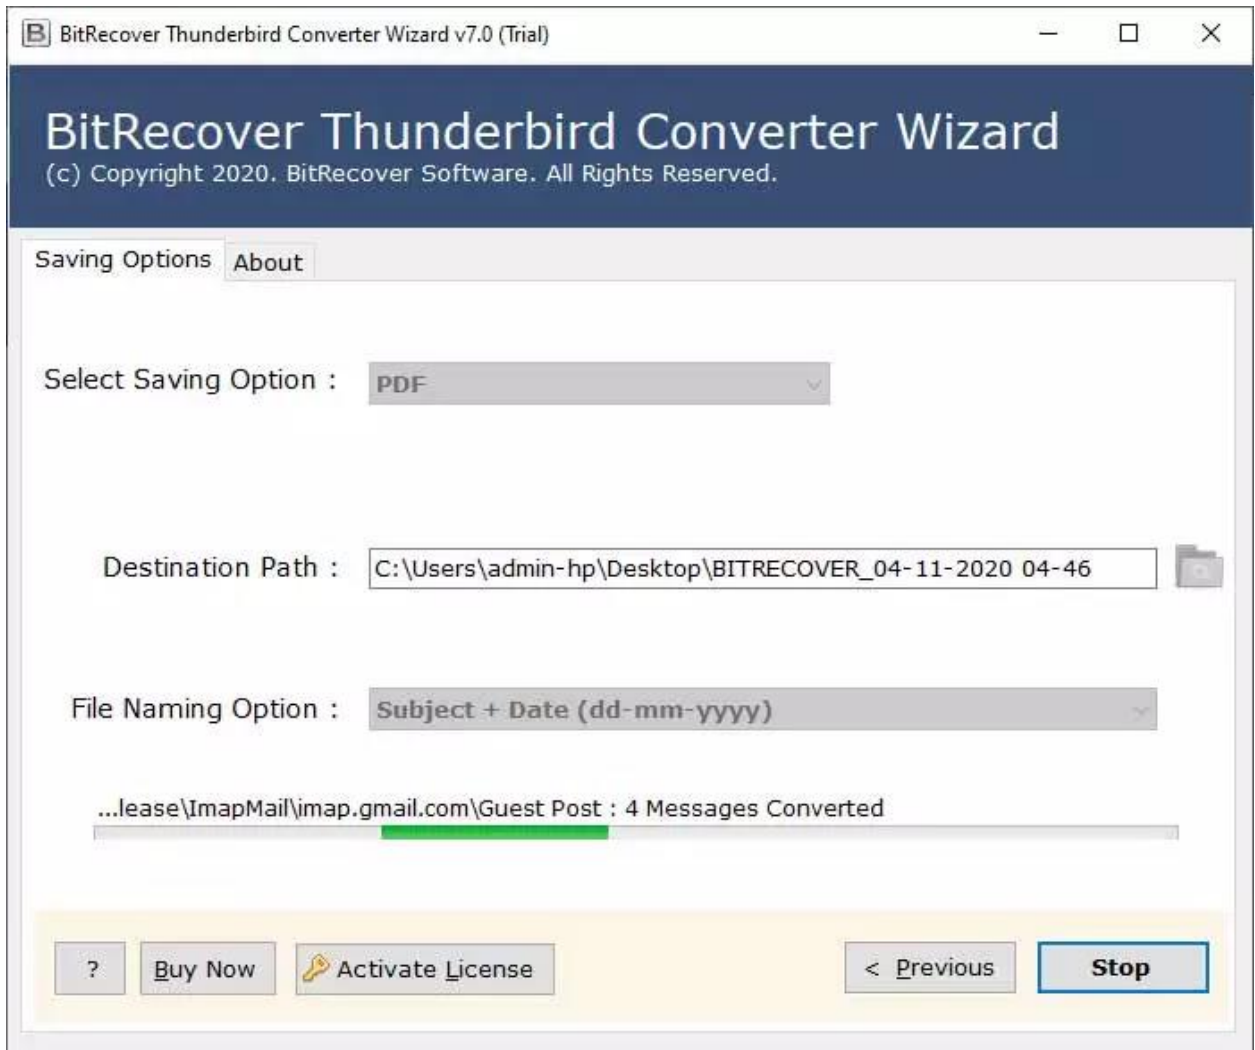 BitRecover Thunderbird Converter Wizard v7.0 (Trial)
BitRecover Thunderbird Converter Wizard
(c) Copyright 2020. BitRecover Software. All Rights Reserved.
Saving Options About
Select Saving Option : PDF
Destination Path : C:\Users\admin-hp\Desktop\BITRECOVER_04-11-2020 04-46
File Naming Option : Subject + Date (dd-mm-yyyy)
...lease\ImapMail\imap.gmail.com\Guest Post : 4 Messages Converted
? Buy Now Activate License < Previous Stop